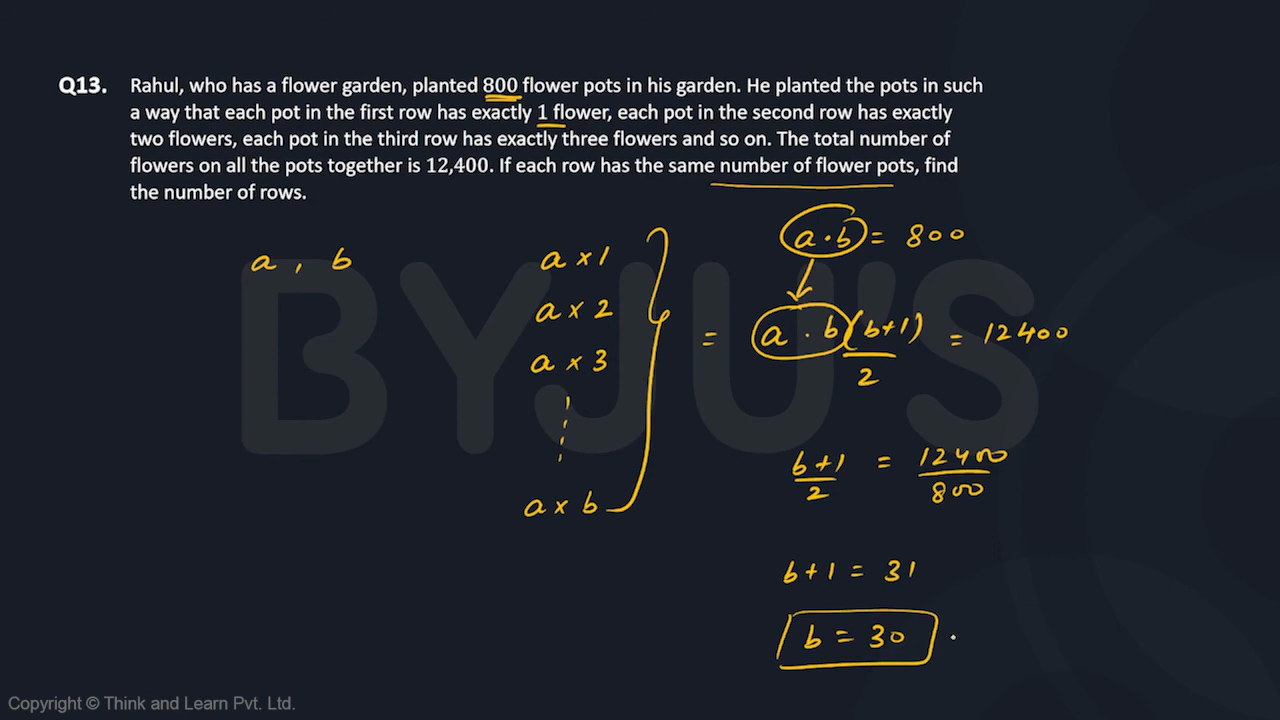 Q13. Rahul, who has a flower garden, planted 800 flower pots in his garden. He planted the pots in such
a way that each pot in the first row has exactly 1 flower, each pot in the second row has exactly
two flowers, each pot in the third row has exactly three flowers and so on. The total number of
flowers on all the pots together is 12,400. If each row has the same number of flower pots, find
the number of rows.
a , b
a × 1
a × 2
a × 3
a × b
a · b = 800
= a · b (b+1)/2 = 12400
b+1/2 = 12400/800
b+1 = 31
b = 30
BYJU'S
Copyright © Think and Learn Pvt. Ltd.